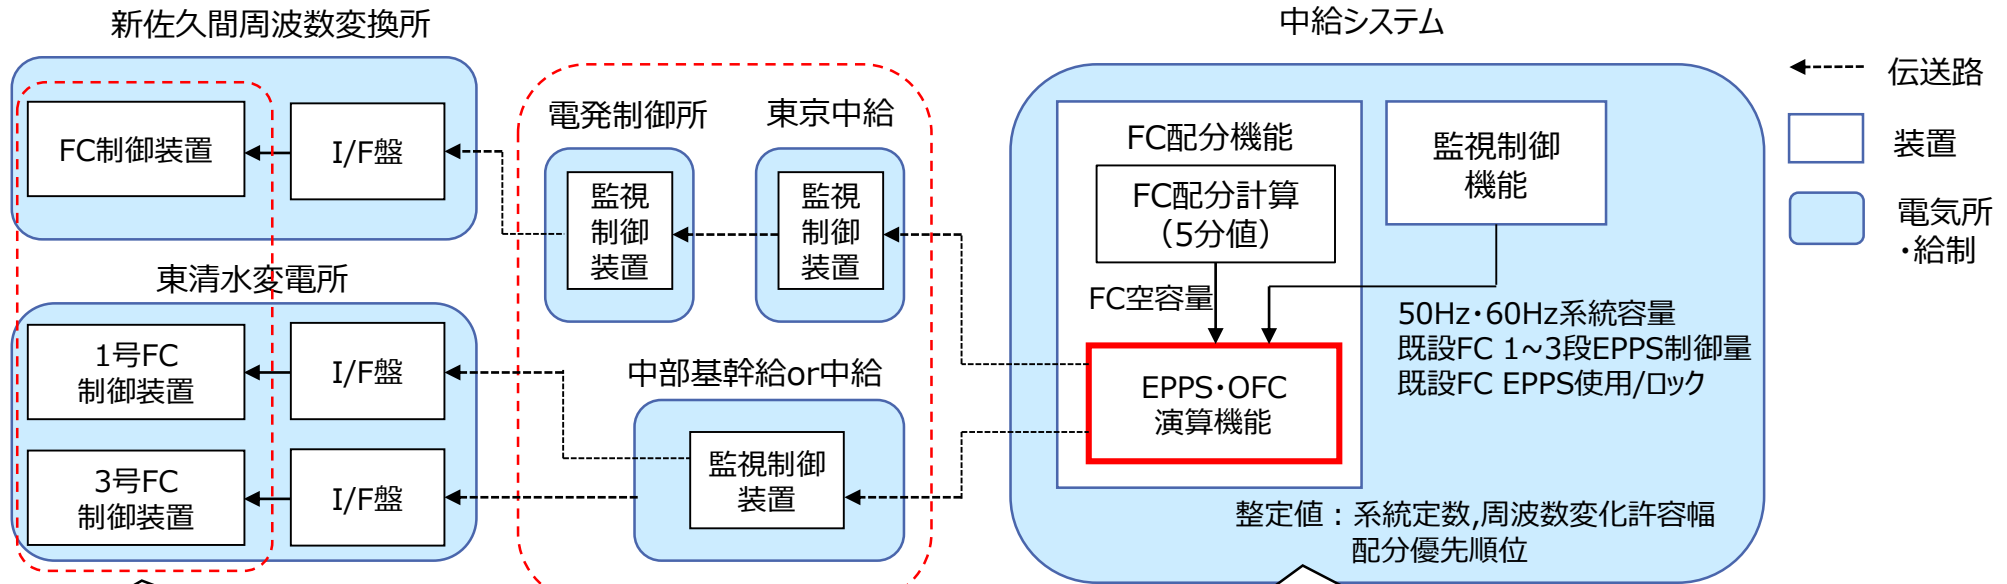 新佐久間周波数変換所
FC制御装置
I/F盤
東清水変電所
1号FC
制御装置
I/F盤
3号FC
制御装置
I/F盤
電発制御所
監視
制御
装置
東京中給
監視
制御
装置
中部基幹給or中給
監視制御
装置
中給システム
FC配分機能
FC配分計算
（5分値）
FC空容量
EPPS・OFC
演算機能
監視制御
機能
50Hz・60Hz系統容量
既設FC 1~3段EPPS制御量
既設FC EPPS使用/ロック
整定値：系統定数,周波数変化許容幅
配分優先順位
伝送路
装置
電気所
・給制